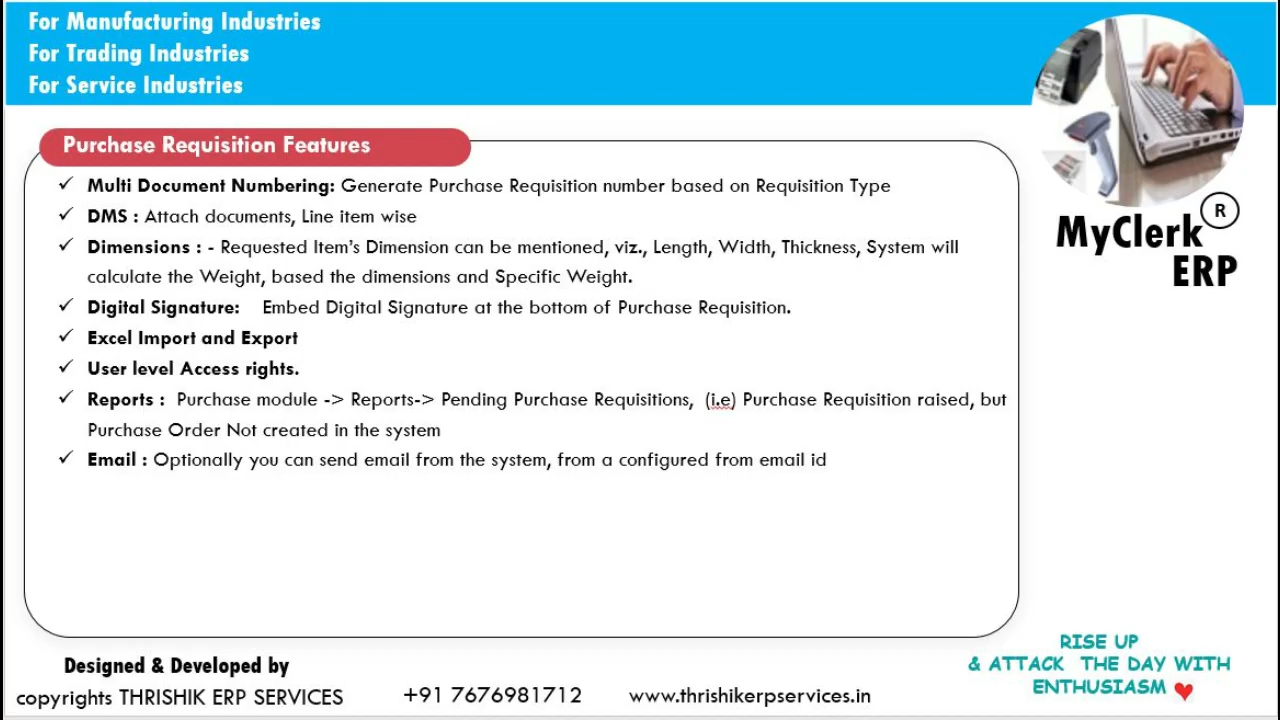 For Manufacturing Industries
For Trading Industries
For Service Industries
Purchase Requisition Features
✓ Multi Document Numbering: Generate Purchase Requisition number based on Requisition Type
✓ DMS : Attach documents, Line item wise
✓ Dimensions : - Requested Item's Dimension can be mentioned, viz., Length, Width, Thickness, System will
calculate the Weight, based the dimensions and Specific Weight.
✓ Digital Signature: Embed Digital Signature at the bottom of Purchase Requisition.
✓ Excel Import and Export
✓ User level Access rights.
✓ Reports : Purchase module -> Reports-> Pending Purchase Requisitions, (i.e) Purchase Requisition raised, but
Purchase Order Not created in the system
✓ Email : Optionally you can send email from the system, from a configured from email id
MyClerk ®
ERP
Designed & Developed by
copyrights THRISHIK ERP SERVICES
+91 7676981712
www.thrishikerpservices.in
RISE UP
& ATTACK THE DAY WITH
ENTHUSIASM ♥